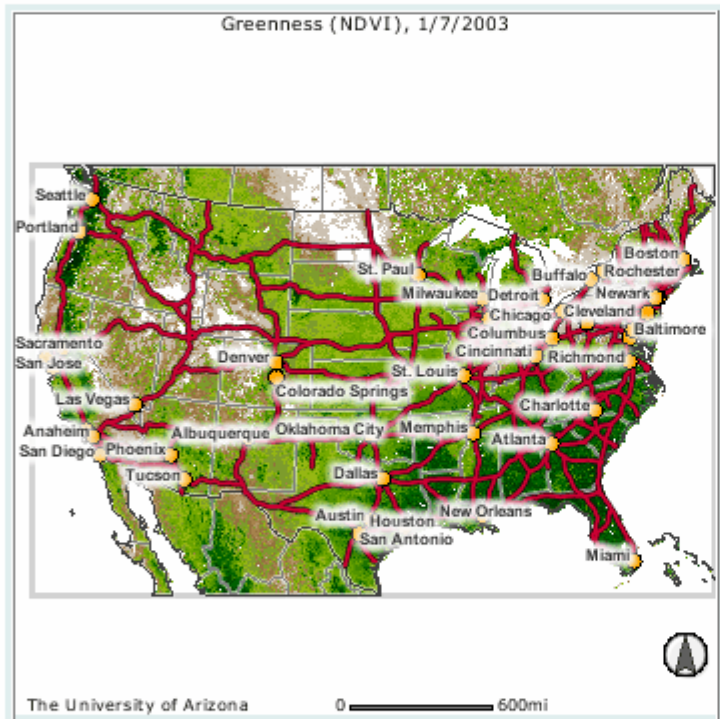 Greenness (NDVI), 1/7/2003
Seattle
Portland
Boston
St. Paul
Buffalo
Rochester
Milwaukee
Detroit
Newark
Chicago
Cleveland
Columbus
Baltimore
Sacramento
Cincinnati
San Jose
Denver
Richmond
St. Louis
Colorado Springs
Las Vegas
Charlotte
Anaheim
Albuquerque
Oklahoma City
Memphis
Atlanta
San Diego
Phoenix
Tucson
Dallas
Austin
Houston
New Orleans
San Antonio
Miami
The University of Arizona
0
600mi